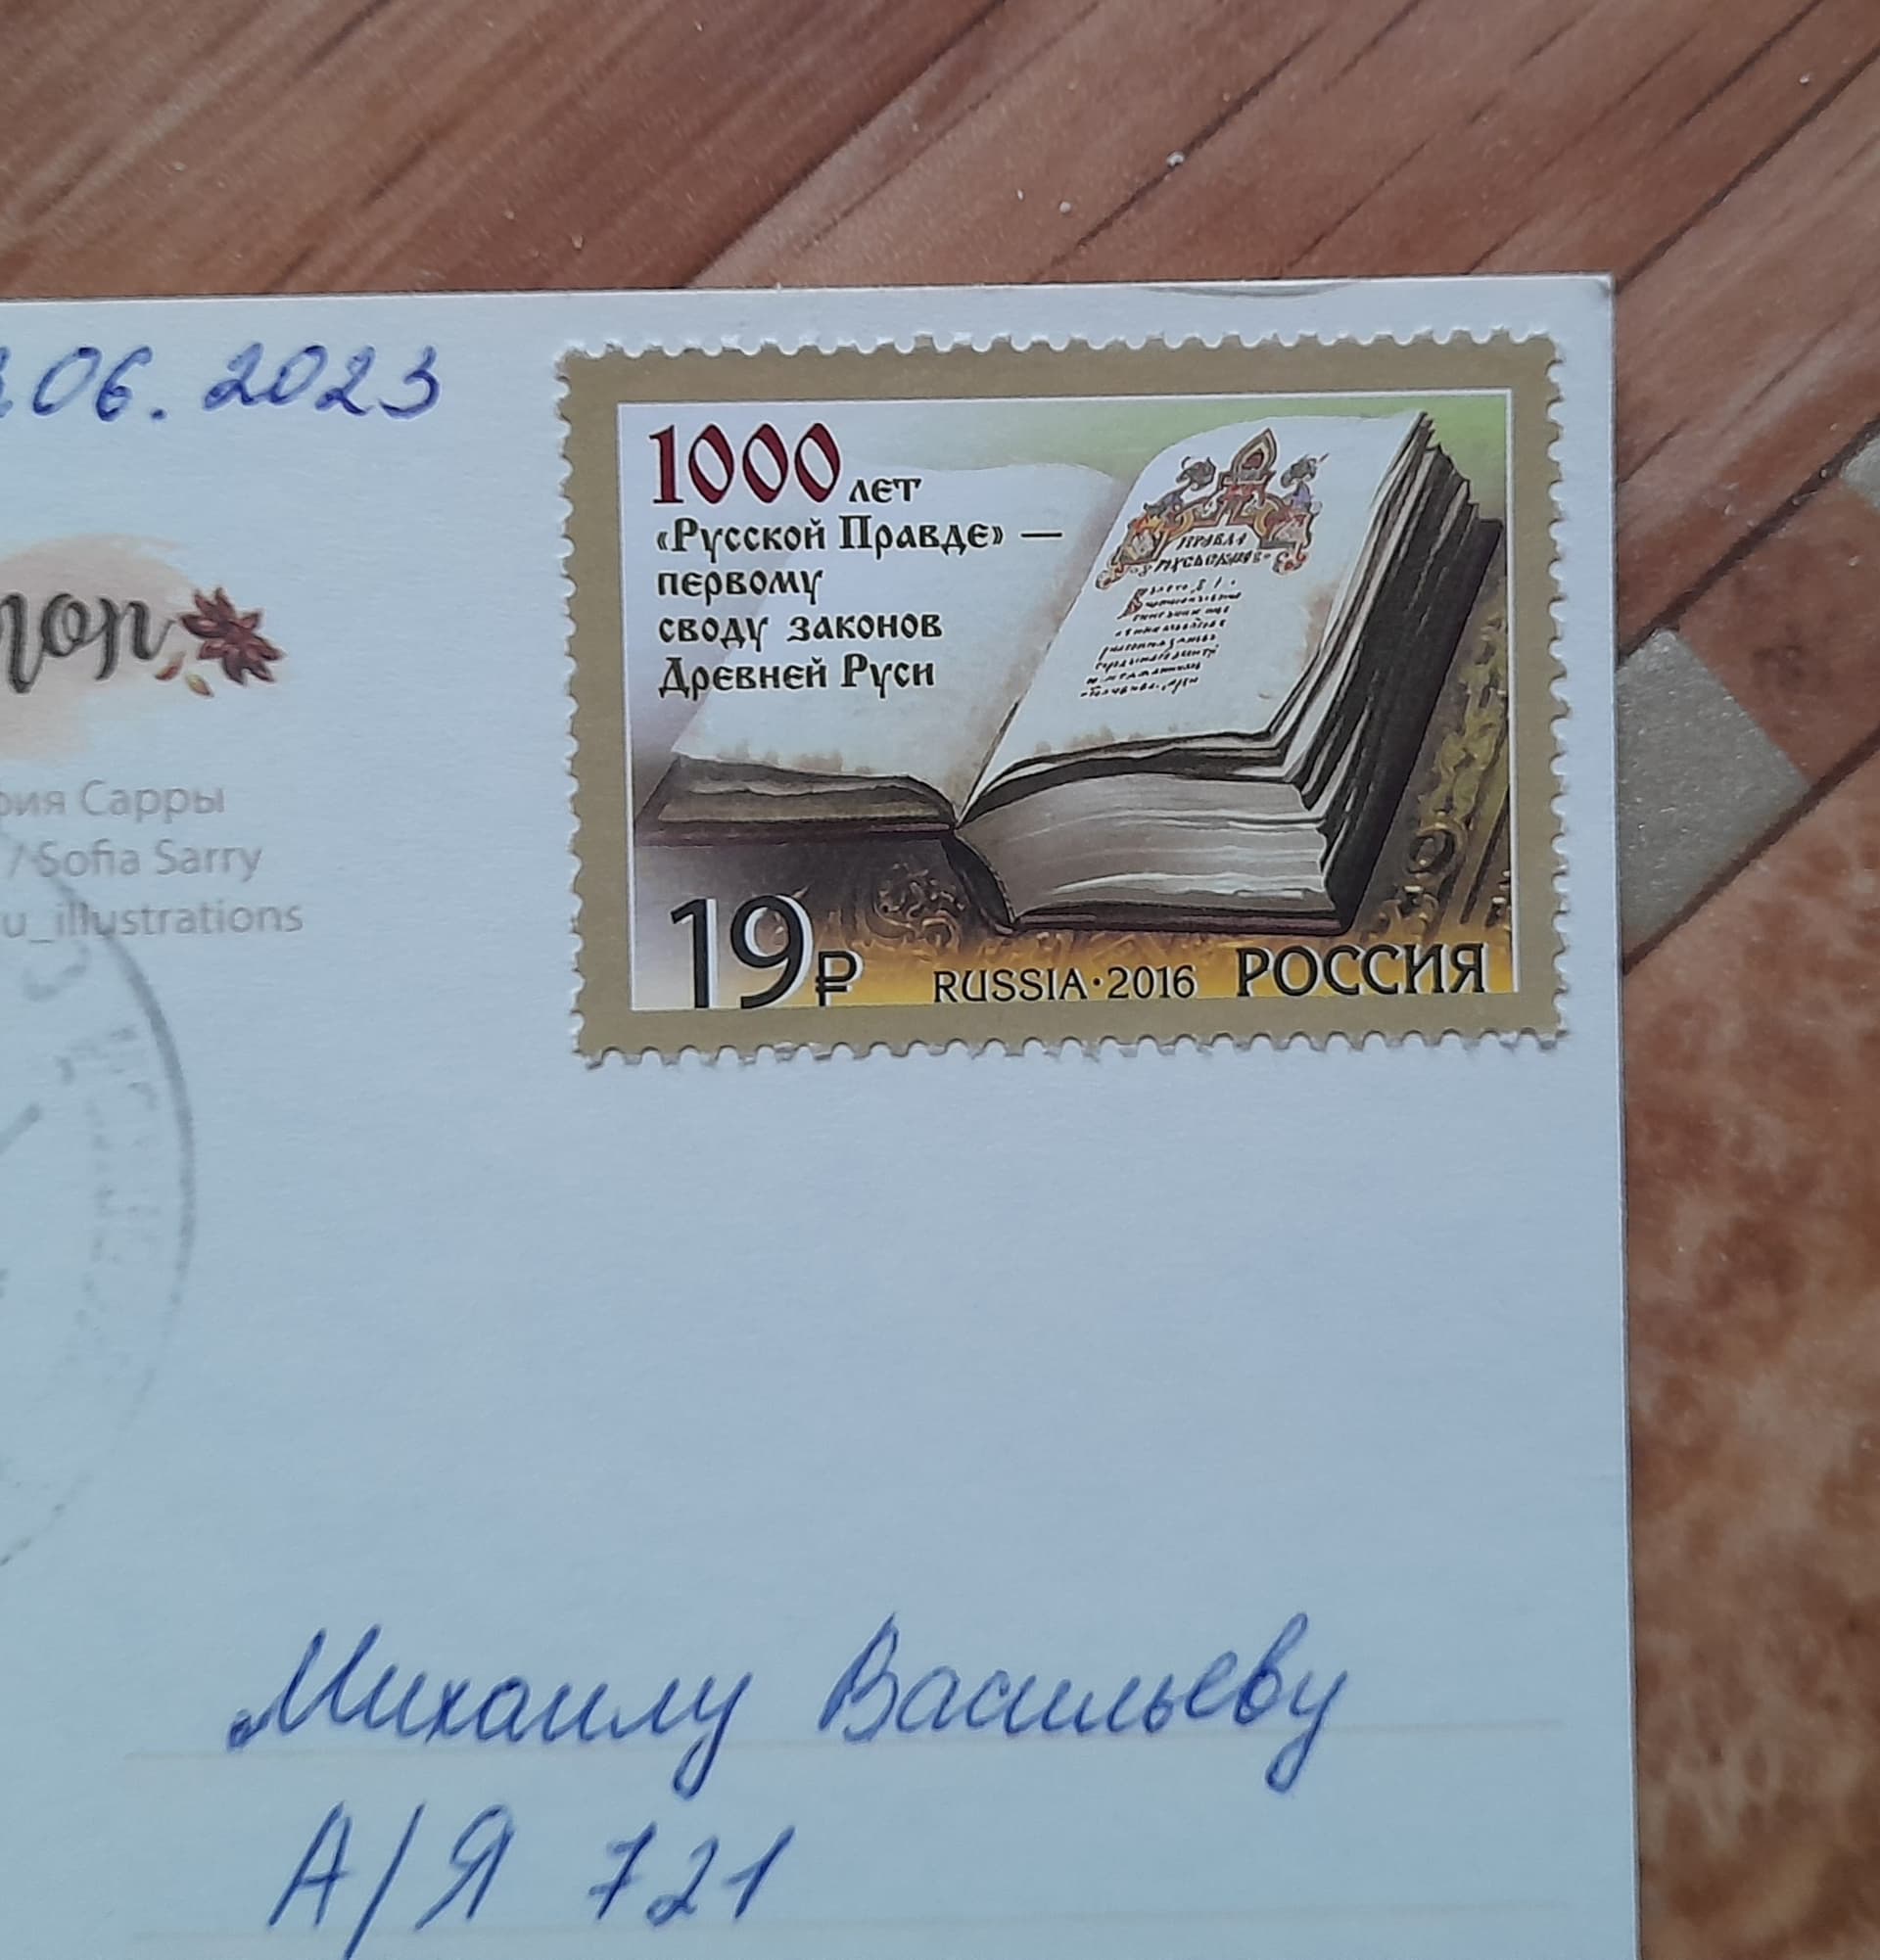 06.2023
1000 лет
«Русской Правде» —
первому
своду законов
Древней Руси
19₽ RUSSIA·2016 РОССИЯ
Сарры
/ Sofia Sarry
u_illustrations
Михаилу Васильеву
А/Я 721